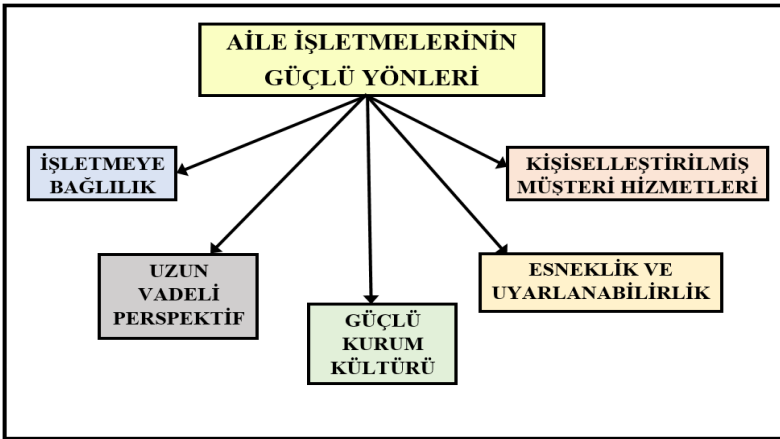 AİLE İŞLETMELERİNİN
GÜÇLÜ YÖNLERİ
İŞLETMEYE
BAĞLILIK
KİŞİSELLEŞTİRİLMİŞ
MÜŞTERİ HİZMETLERİ
UZUN
VADELİ
PERSPEKTİF
ESNEKLİK VE
UYARLANABİLİRLİK
GÜÇLÜ
KURUM
KÜLTÜRÜ